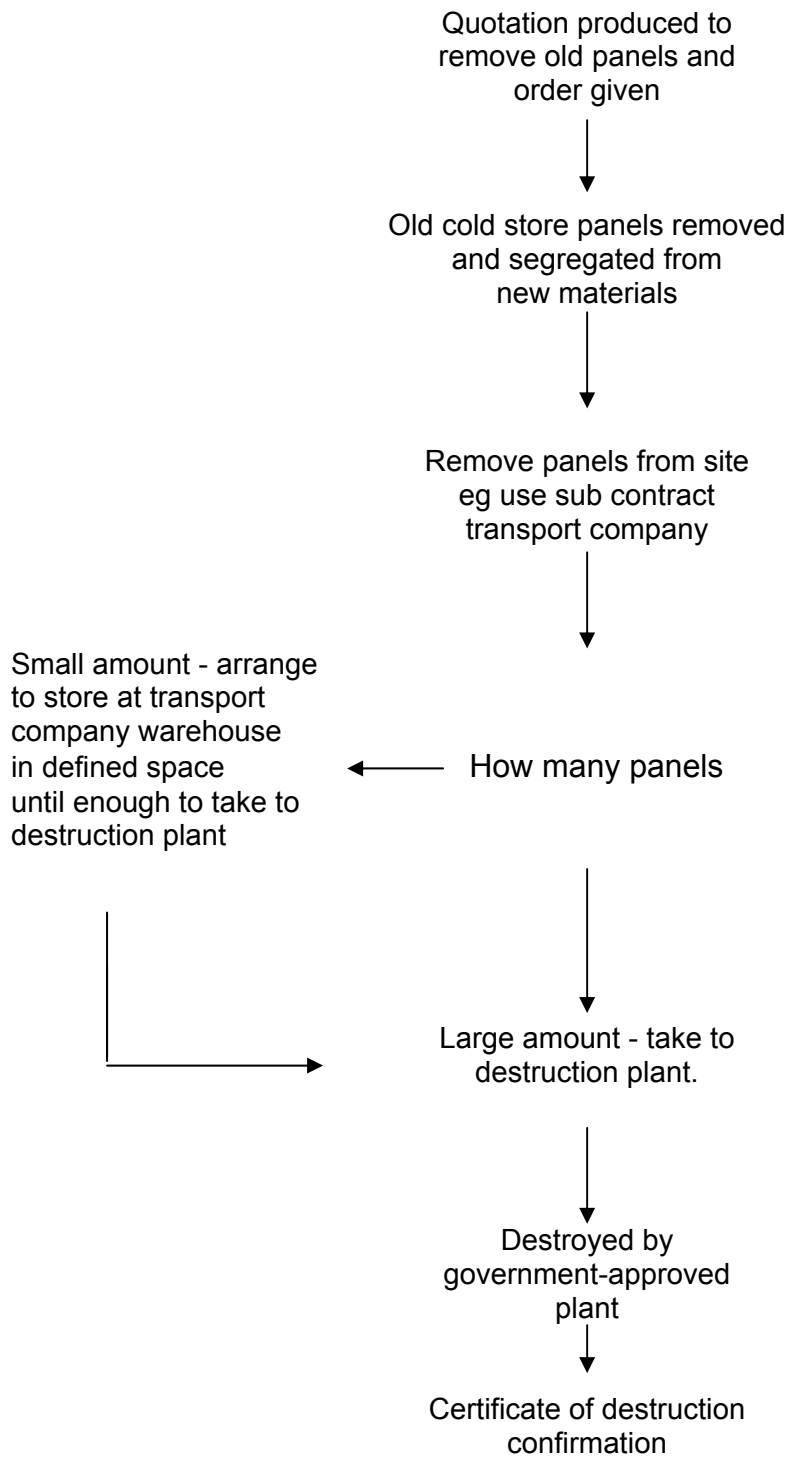 Quotation produced to
remove old panels and
order given
Old cold store panels removed
and segregated from
new materials
Remove panels from site
eg use sub contract
transport company
Small amount - arrange
to store at transport
company warehouse
in defined space
until enough to take to
destruction plant
How many panels
Large amount - take to
destruction plant.
Destroyed by
government-approved
plant
Certificate of destruction
confirmation